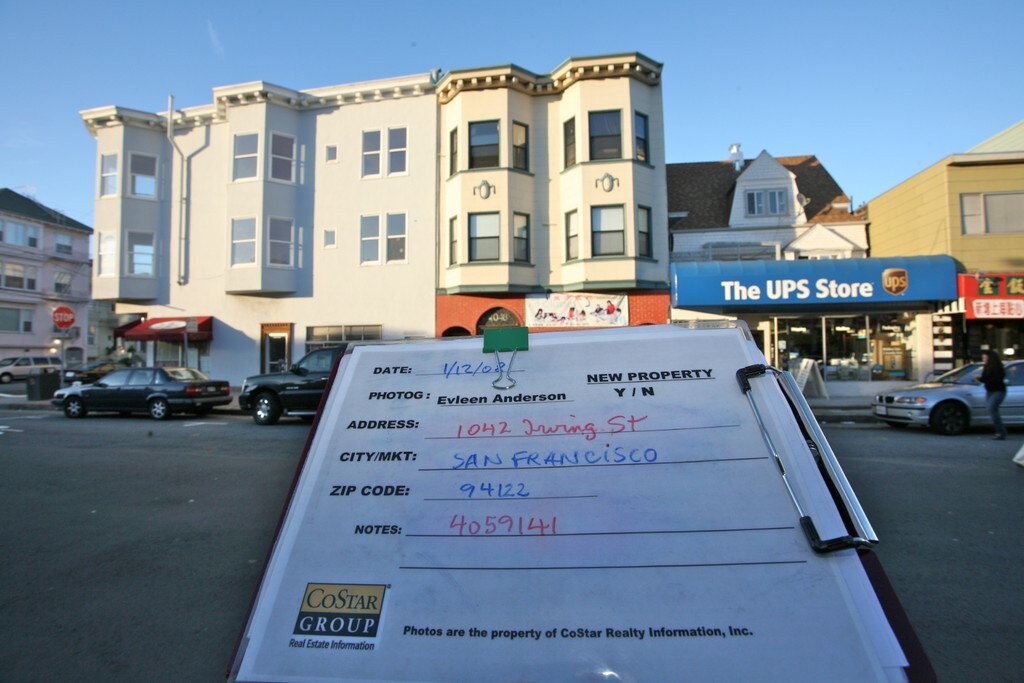 STOP
1048
The UPS Store
ups
DATE: 1/12/08
PHOTOG: Evleen Anderson
NEW PROPERTY
Y / N
ADDRESS: 1042 Irving St
CITY/MKT: SAN FRANCISCO
ZIP CODE: 94122
NOTES: 4059141
COSTAR
GROUP
Real Estate Information
Photos are the property of CoStar Realty Information, Inc.